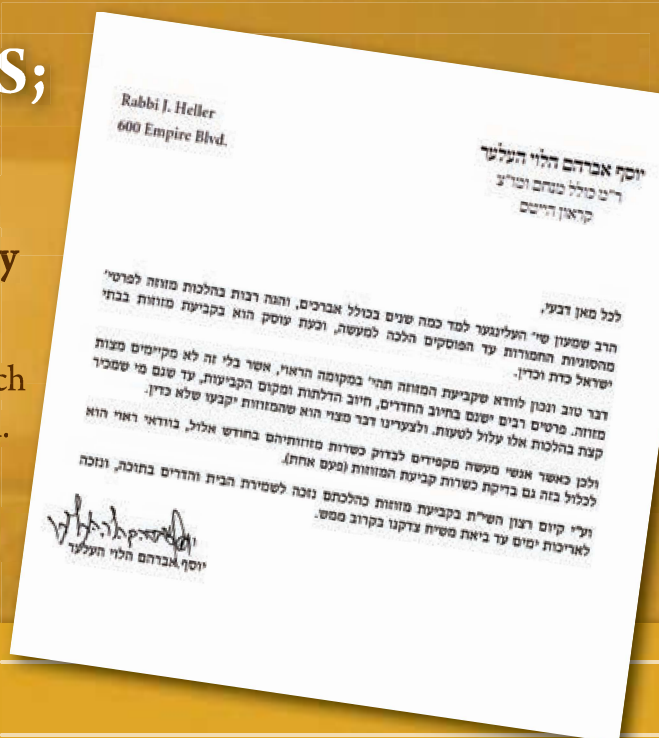 S;
y
ch
.
Rabbi J. Heller
600 Empire Blvd.
יוסף אברהם הלוי העלער
ר"מ כולל מנחם ומו"צ
קראון הייטס
לכל מאן דבעי,
הרב שמעון שי' העלינגער למד כמה שנים בכולל אברכים, והגה רבות בהלכות מזוזה לפרטי'
מהסוגיות החמורות עד הפוסקים הלכה למעשה, וכעת עוסק הוא בקביעת מזוזות בבתי
ישראל כדת וכדין.
דבר טוב ונכון לוודא שקביעת המזוזה תהי' במקומה הראוי, אשר בלי זה לא מקיימים מצות
מזוזה. פרטים רבים ישנם בחיוב החדרים, חיוב הדלתות ומקום הקביעות, עד שגם מי שמכיר
קצת בהלכות אלו עלול לטעות. ולצערינו דבר מצוי הוא שהמזוזות יקבעו שלא כדין.
ולכן כאשר אנשי מעשה מקפידים לבדוק כשרות מזוזותיהם בחודש אלול, בוודאי ראוי הוא
לכלול בזה גם בדיקת כשרות קביעת המזוזות (פעם אחת).
וע"י קיום רצון השי"ת בקביעת מזוזות כהלכתם נזכה לשמירת הבית והדרים בתוכה, ונזכה
לאריכות ימים עד ביאת משיח צדקנו בקרוב ממש.
יוסף אברהם הלוי העלער